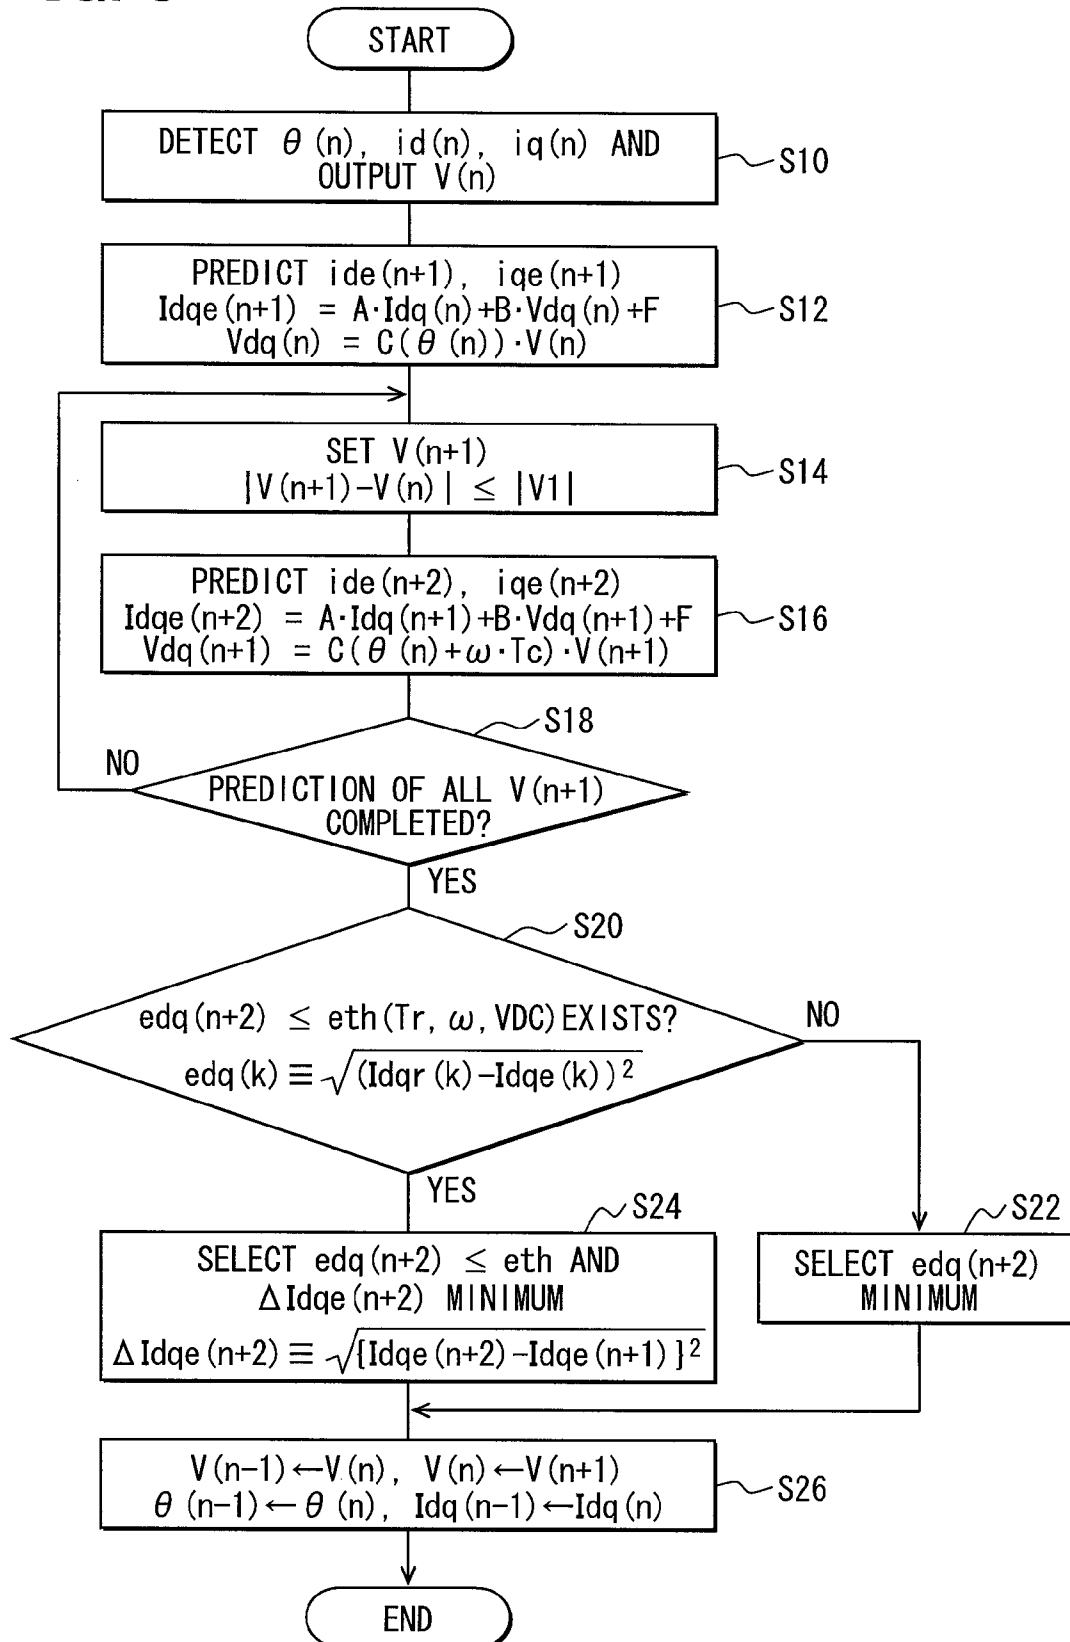 START
DETECT θ(n), id(n), iq(n) AND
OUTPUT V(n)
S10
PREDICT ide(n+1), iqe(n+1)
Idqe(n+1) = A·Idq(n)+B·Vdq(n)+F
Vdq(n) = C(θ(n))·V(n)
S12
SET V(n+1)
|V(n+1)-V(n)| ≤ |V1|
S14
PREDICT ide(n+2), iqe(n+2)
Idqe(n+2) = A·Idq(n+1)+B·Vdq(n+1)+F
Vdq(n+1) = C(θ(n)+ω·Tc)·V(n+1)
S16
S18
NO
PREDICTION OF ALL V(n+1)
COMPLETED?
YES
S20
edq(n+2) ≤ eth(Tr, ω, VDC) EXISTS?
NO
edq(k) ≡ √(Idqr(k)-Idqe(k))²
YES
S24
SELECT edq(n+2) ≤ eth AND
ΔIdqe(n+2) MINIMUM
ΔIdqe(n+2) ≡ √{Idqe(n+2)-Idqe(n+1)}²
S22
SELECT edq(n+2)
MINIMUM
V(n-1)←V(n), V(n)←V(n+1)
θ(n-1)←θ(n), Idq(n-1)←Idq(n)
S26
END